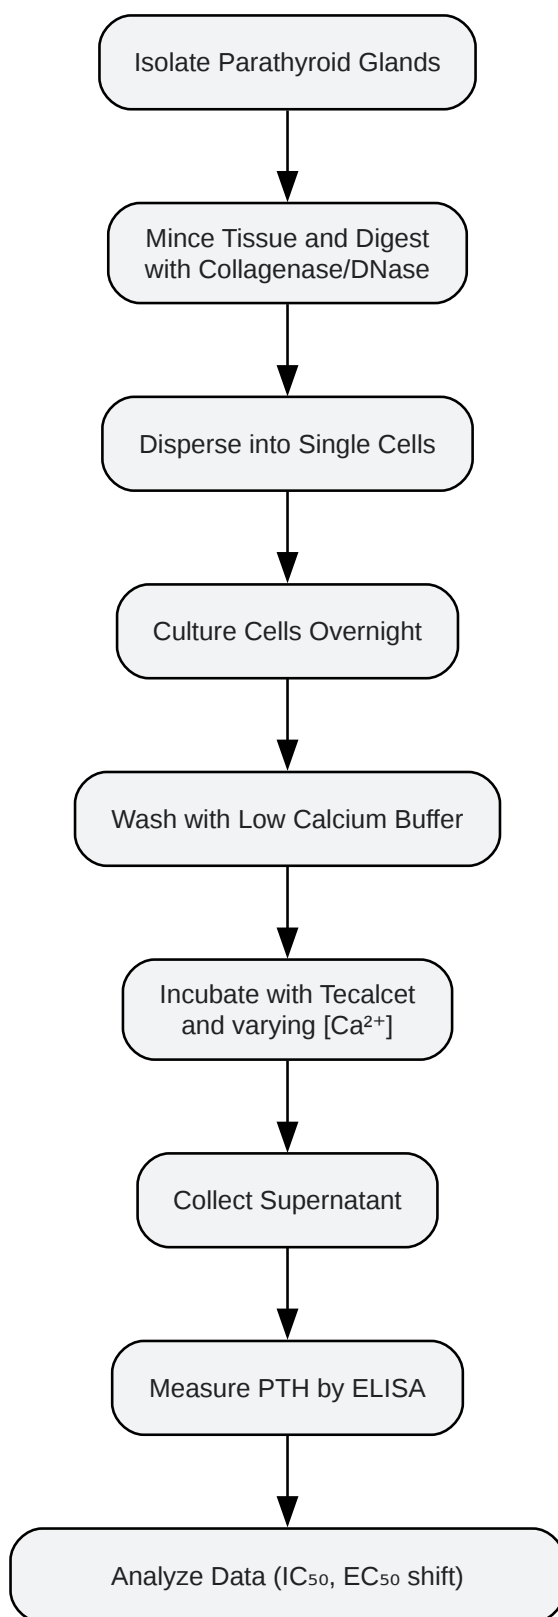 Isolate Parathyroid Glands
Mince Tissue and Digest
with Collagenase/DNase
Disperse into Single Cells
Culture Cells Overnight
Wash with Low Calcium Buffer
Incubate with Tecalcet
and varying [Ca²⁺]
Collect Supernatant
Measure PTH by ELISA
Analyze Data (IC₅₀, EC₅₀ shift)